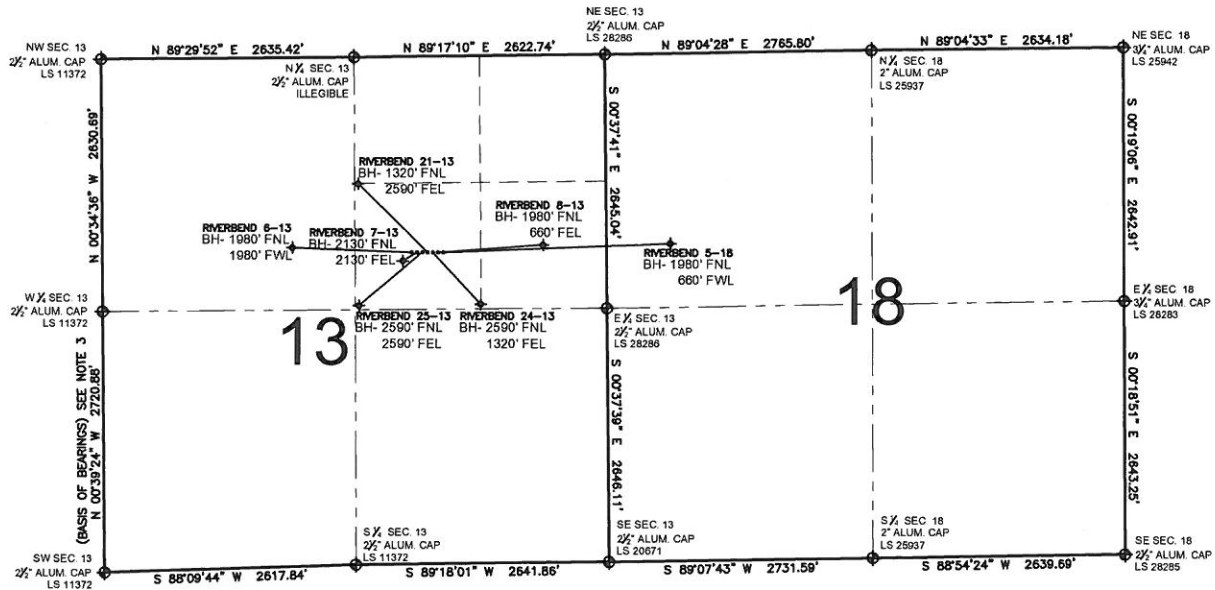 NE SEC. 13
2½" ALUM. CAP
LS 28286
NW SEC. 13
2½" ALUM. CAP
LS 11372
N 89°29'52" E 2635.42'
N 89°17'10" E 2622.74'
N 89°04'28" E 2765.80'
N 89°04'33" E 2634.18'
NE SEC. 18
3¼" ALUM. CAP
LS 25942
N ¼ SEC. 13
2½" ALUM. CAP
ILLEGIBLE
N ¼ SEC. 18
2" ALUM. CAP
LS 25937
N 00°34'36" W 2630.69'
S 00°37'41" E 2645.04'
S 00°19'06" E 2642.91'
RIVERBEND 21-13
BH- 1320' FNL
2590' FEL
RIVERBEND 6-13
BH- 1980' FNL
1980' FWL
RIVERBEND 7-13
BH- 2130' FNL
2130' FEL
RIVERBEND 8-13
BH- 1980' FNL
660' FEL
RIVERBEND 5-18
BH- 1980' FNL
660' FWL
W ¼ SEC. 13
2½" ALUM. CAP
LS 11372
13
RIVERBEND 25-13
BH- 2590' FNL
2590' FEL
RIVERBEND 24-13
BH- 2590' FNL
1320' FEL
E ¼ SEC. 13
2½" ALUM. CAP
LS 28286
18
E ¼ SEC. 18
3¼" ALUM. CAP
LS 28283
(BASIS OF BEARINGS) SEE NOTE 3
N 00°39'24" W 2720.88'
S 00°37'39" E 2646.11'
S 00°18'51" E 2643.25'
SW SEC. 13
2½" ALUM. CAP
LS 11372
S ¼ SEC. 13
2½" ALUM. CAP
LS 11372
SE SEC. 13
2½" ALUM. CAP
LS 20671
S ¼ SEC. 18
2" ALUM. CAP
LS 25937
SE SEC. 18
2½" ALUM. CAP
LS 28285
S 88°09'44" W 2617.84'
S 89°18'01" W 2641.86'
S 89°07'43" W 2731.59'
S 88°54'24" W 2639.69'